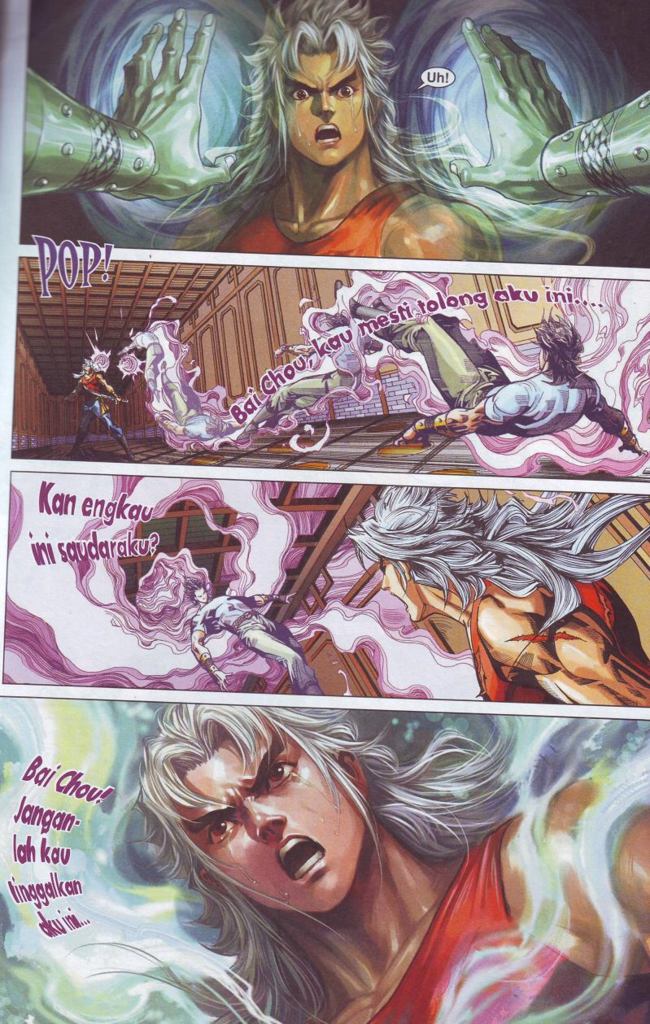 Uh!
POP!
Bai Chou, kau mesti tolong aku ini....
Kan engkau
ini saudaraku?
Bai Chou!
Jangan-
lah kau
tinggalkan
aku ini...